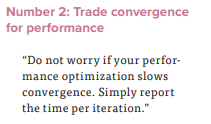 Number 2: Trade convergence
for performance
“Do not worry if your perfor-
mance optimization slows
convergence. Simply report
the time per iteration.”